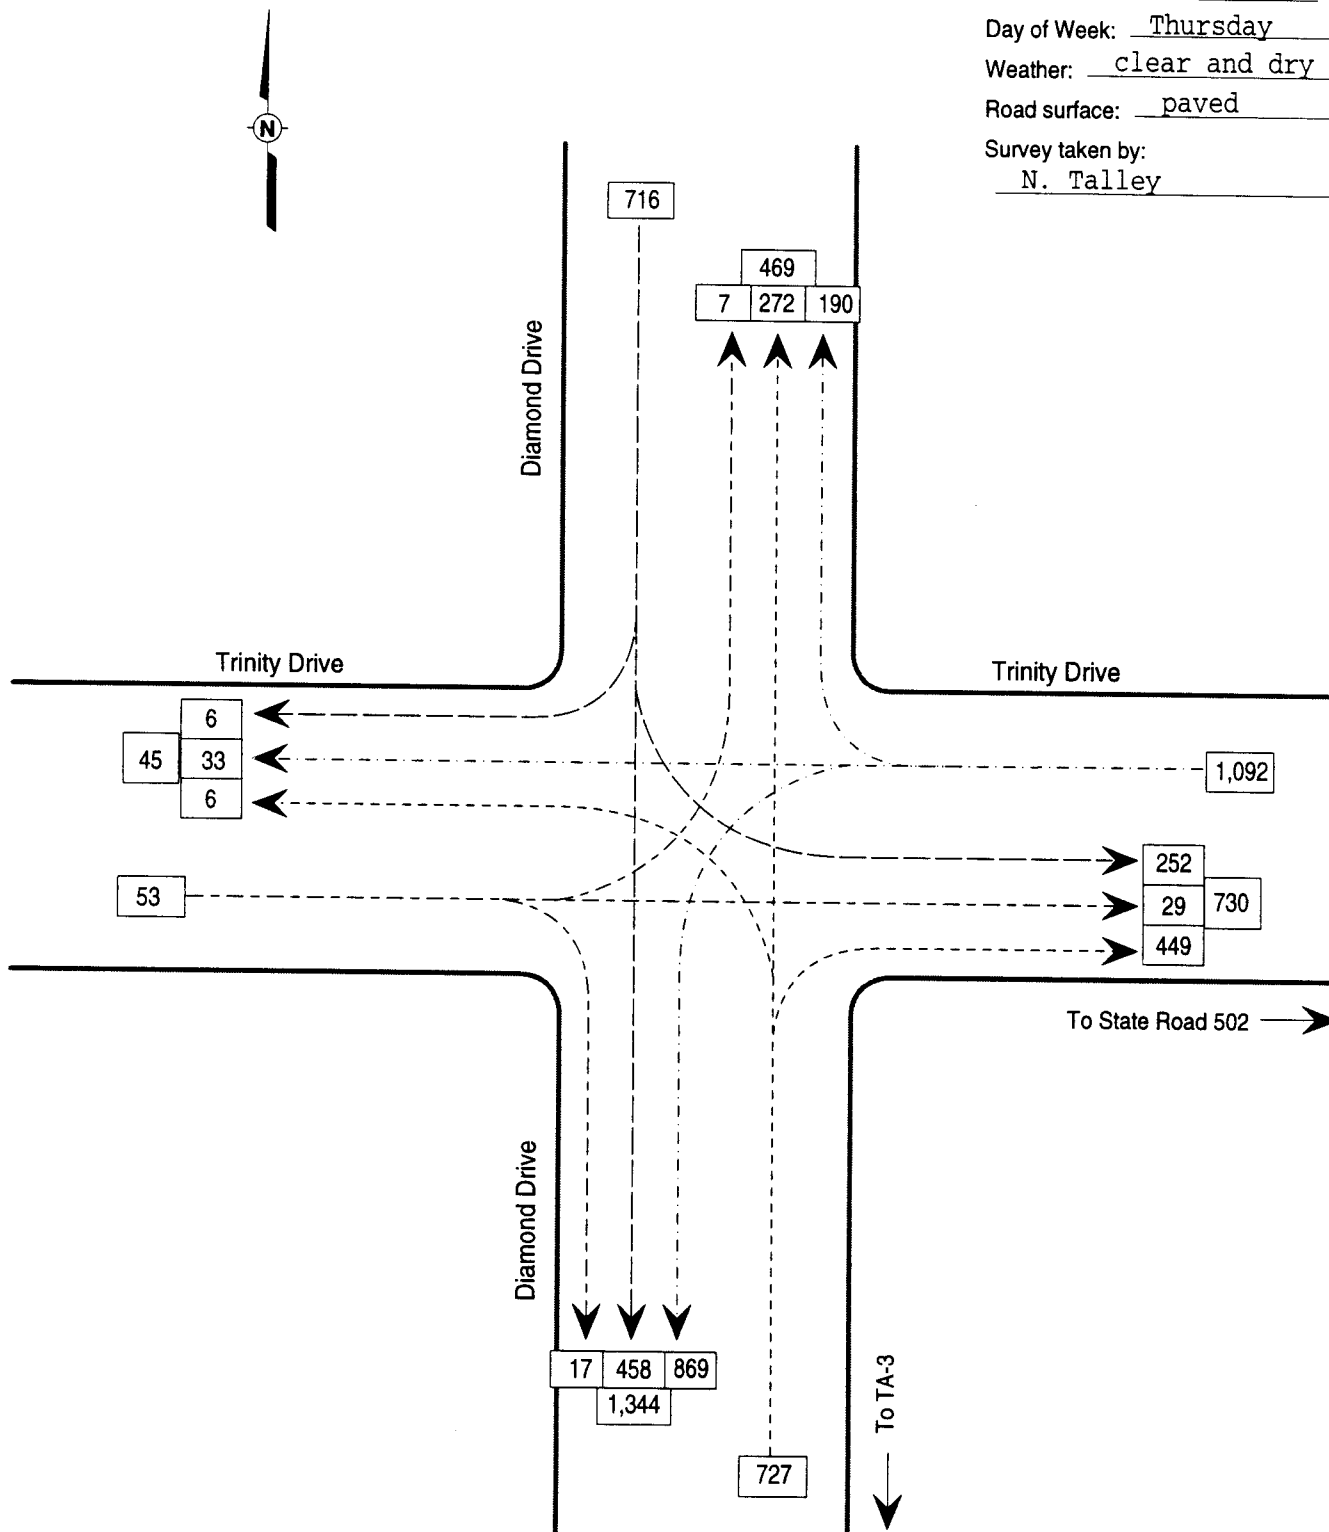 Day of Week: Thursday
Weather: clear and dry
Road surface: paved
Survey taken by:
N. Talley
N
716
469
7 272 190
Diamond Drive
Trinity Drive
Trinity Drive
6
45 33
6
1,092
53
252
29 730
449
To State Road 502
Diamond Drive
17 458 869
1,344
To TA-3
727